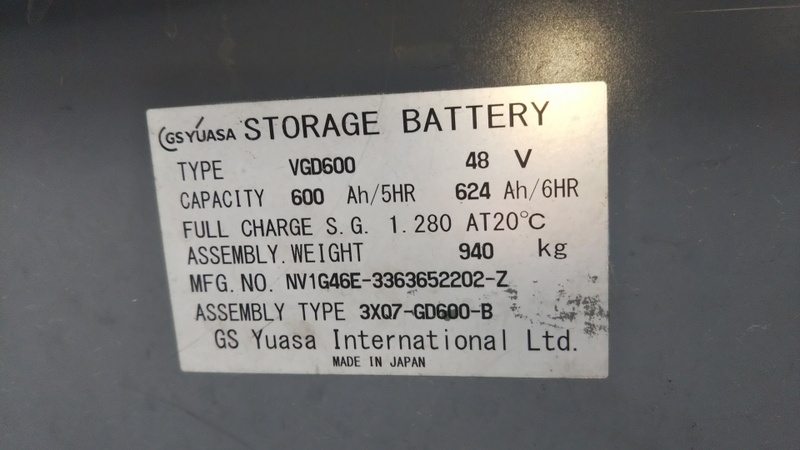 GS YUASA STORAGE BATTERY
TYPE VGD600 48 V
CAPACITY 600 Ah/5HR 624 Ah/6HR
FULL CHARGE S.G. 1.280 AT20℃
ASSEMBLY.WEIGHT 940 kg
MFG.NO. NV1G46E-3363652202-Z
ASSEMBLY TYPE 3XQ7-GD600-B
GS Yuasa International Ltd.
MADE IN JAPAN